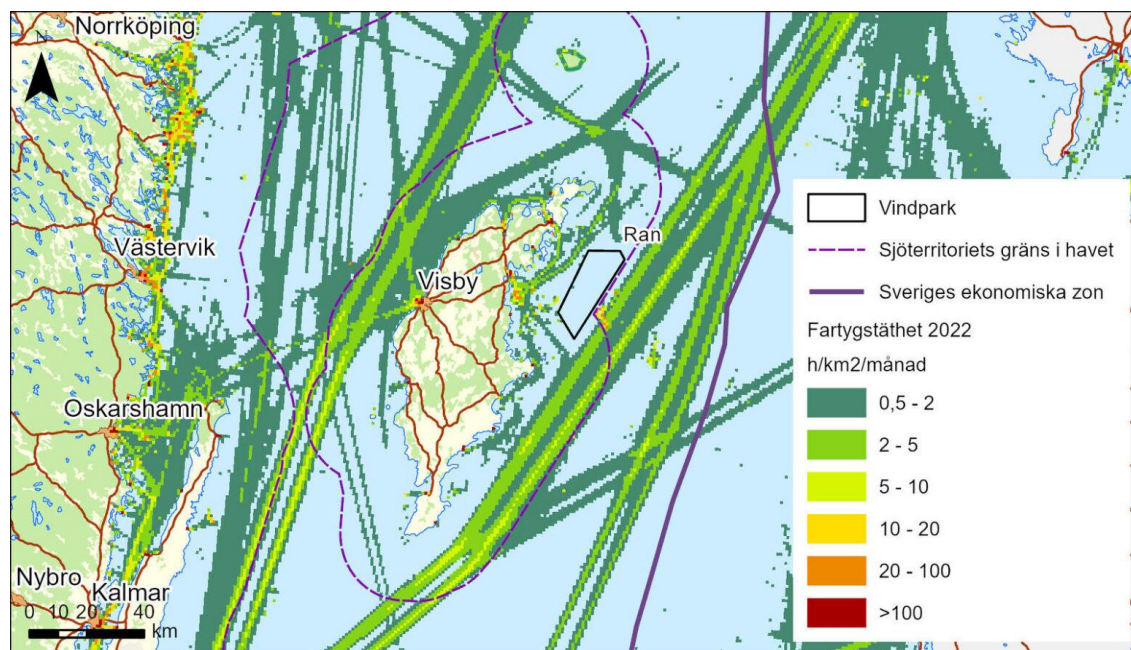 Norrköping
N
Västervik
Visby
Ran
Oskarshamn
Nybro
Kalmar
0 10 20 40
km
Vindpark
Sjöterritoriets gräns i havet
Sveriges ekonomiska zon
Fartygstäthet 2022
h/km2/månad
0,5 - 2
2 - 5
5 - 10
10 - 20
20 - 100
>100